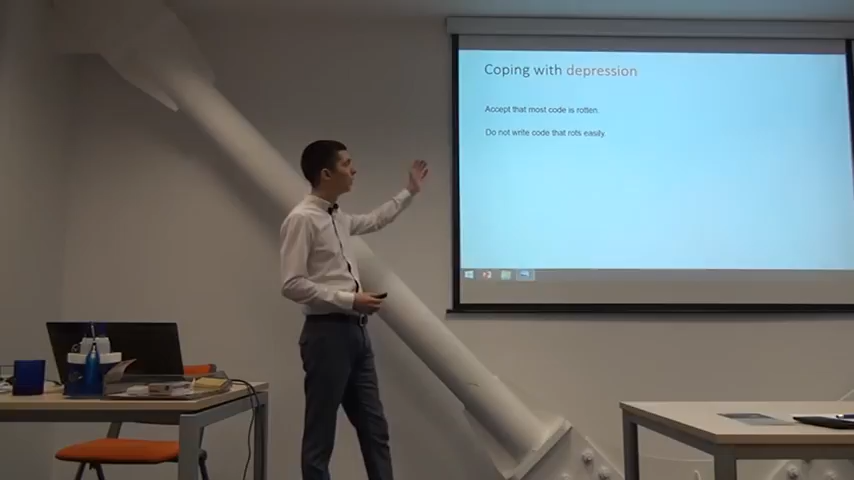 Coping with depression
Accept that most code is rotten.
Do not write code that rots easily.